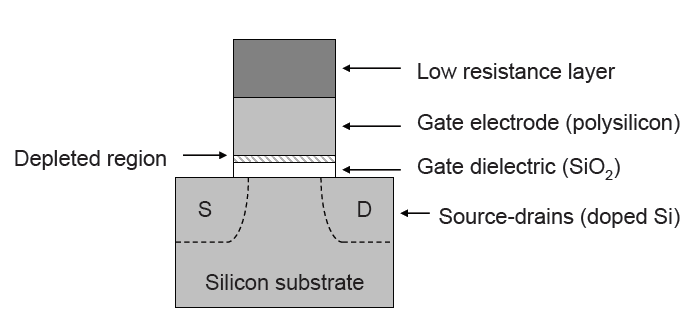 Low resistance layer
Gate electrode (polysilicon)
Depleted region
Gate dielectric (SiO₂)
S
D
Source-drains (doped Si)
Silicon substrate